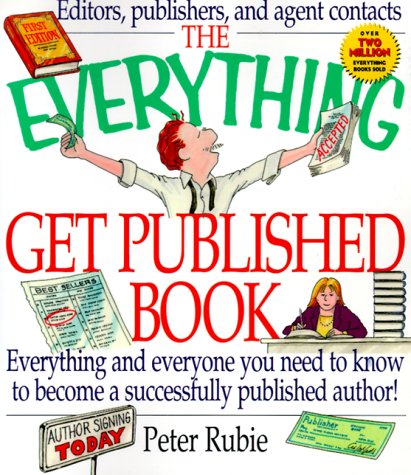 Editors, publishers, and agent contacts
FIRST
EDITION
THE
OVER
TWO
MILLION
EVERYTHING
BOOKS SOLD
EVERYTHING
ACCEPTED
GET PUBLISHED
BOOK
BEST SELLERS
Everything and everyone you need to know
to become a successfully published author!
AUTHOR SIGNING
TODAY
Peter Rubie
Publisher